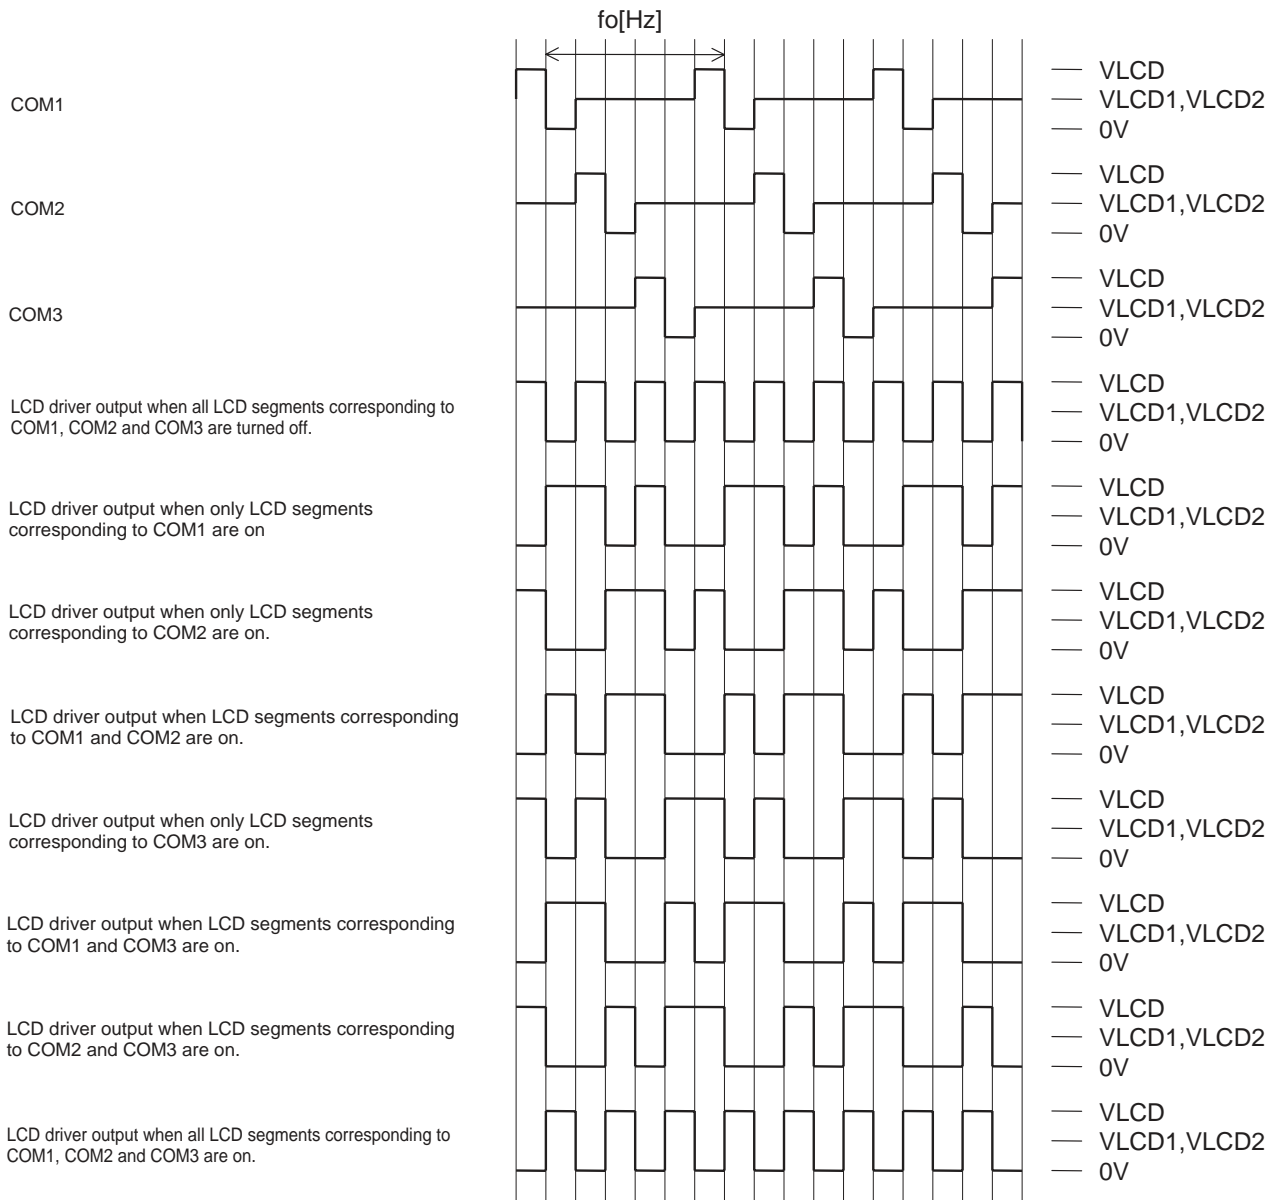 fo[Hz]
COM1
VLCD
VLCD1,VLCD2
0V
COM2
VLCD
VLCD1,VLCD2
0V
COM3
VLCD
VLCD1,VLCD2
0V
LCD driver output when all LCD segments corresponding to
COM1, COM2 and COM3 are turned off.
VLCD
VLCD1,VLCD2
0V
LCD driver output when only LCD segments
corresponding to COM1 are on
VLCD
VLCD1,VLCD2
0V
LCD driver output when only LCD segments
corresponding to COM2 are on.
VLCD
VLCD1,VLCD2
0V
LCD driver output when LCD segments corresponding
to COM1 and COM2 are on.
VLCD
VLCD1,VLCD2
0V
LCD driver output when only LCD segments
corresponding to COM3 are on.
VLCD
VLCD1,VLCD2
0V
LCD driver output when LCD segments corresponding
to COM1 and COM3 are on.
VLCD
VLCD1,VLCD2
0V
LCD driver output when LCD segments corresponding
to COM2 and COM3 are on.
VLCD
VLCD1,VLCD2
0V
LCD driver output when all LCD segments corresponding to
COM1, COM2 and COM3 are on.
VLCD
VLCD1,VLCD2
0V